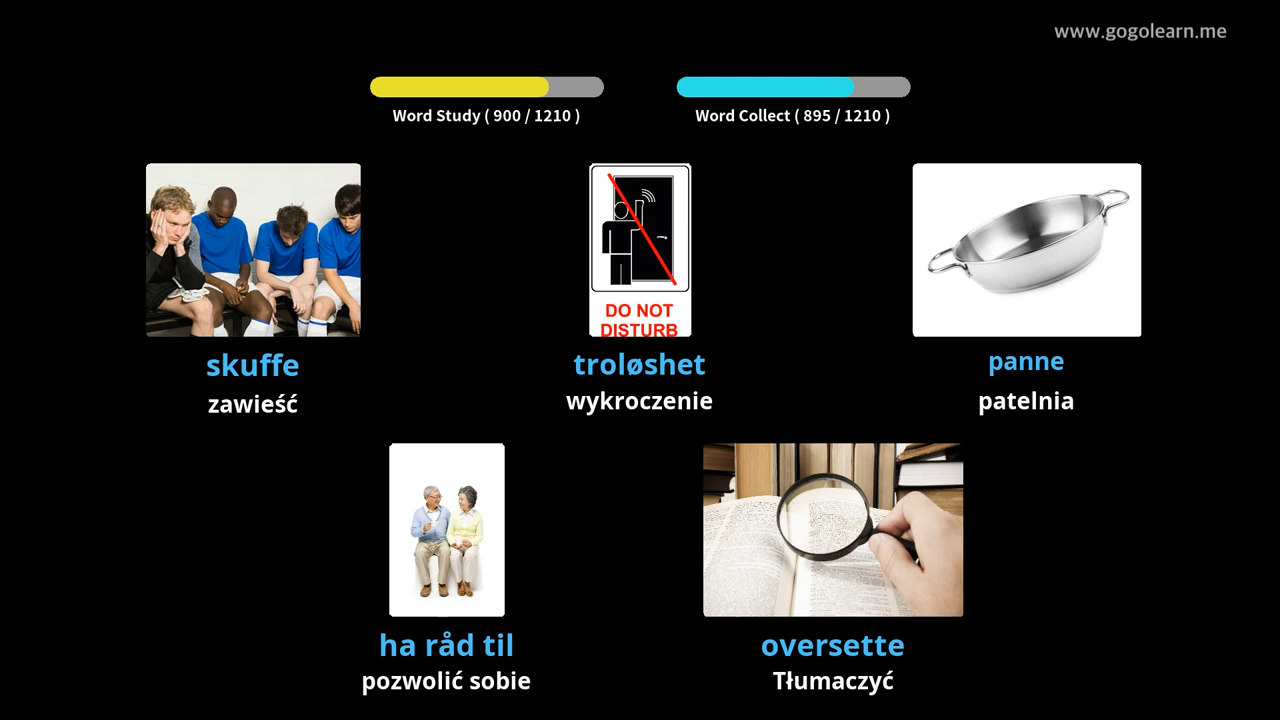 www.gogolearn.me
Word Study ( 900 / 1210 )
Word Collect ( 895 / 1210 )
DO NOT
DISTURB
skuffe
zawieść
troløshet
wykroczenie
panne
patelnia
ha råd til
pozwolić sobie
oversette
Tłumaczyć